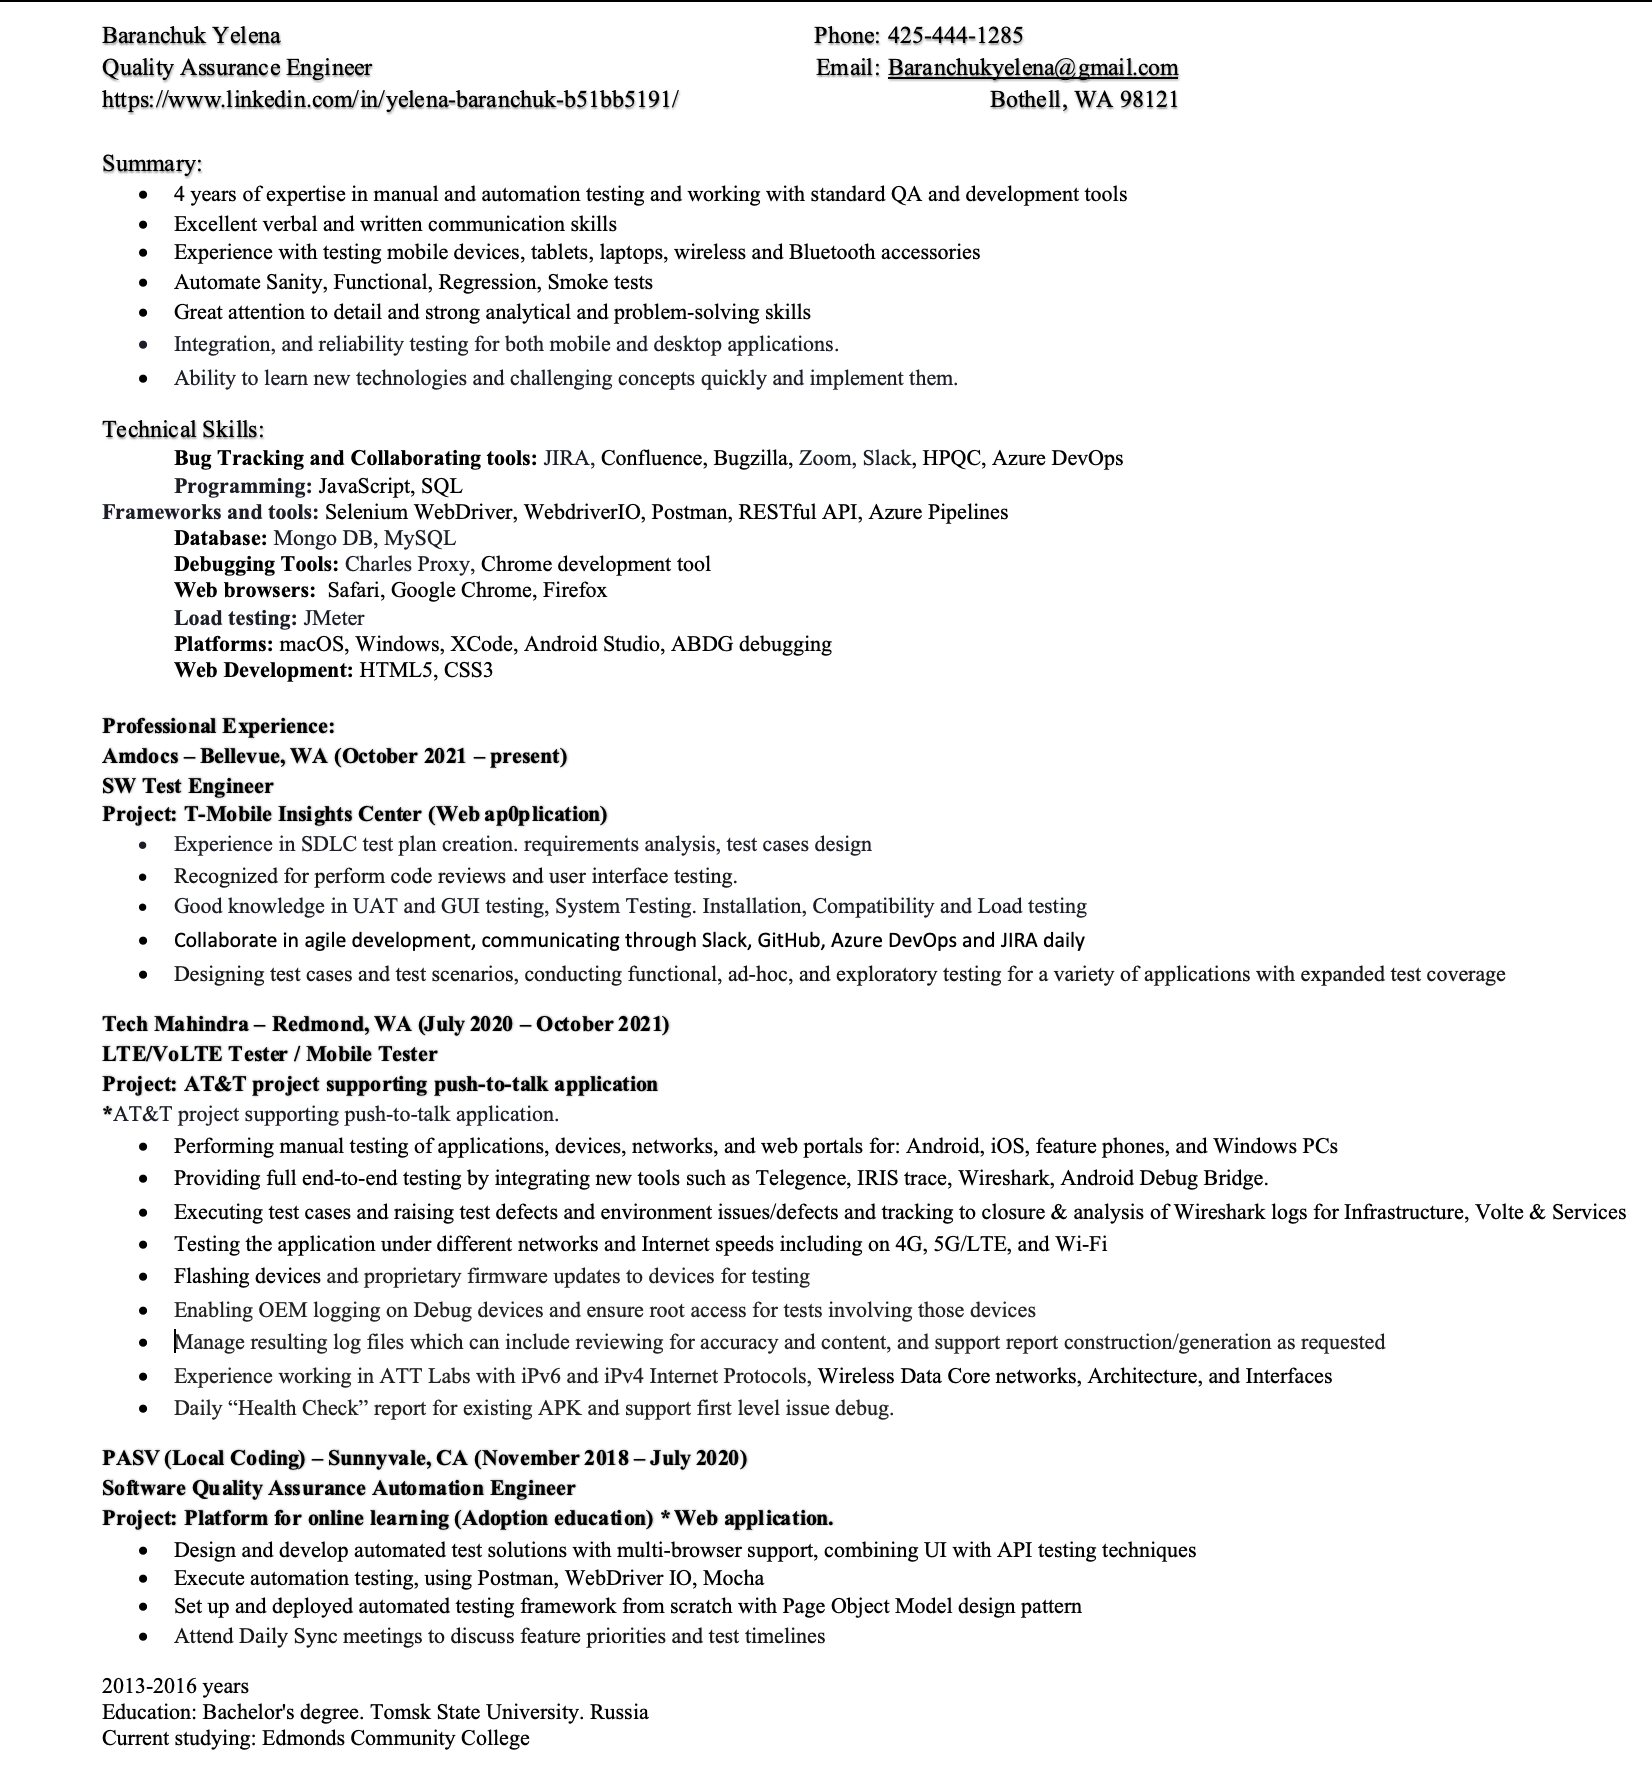 Baranchuk Yelena Phone: 425-444-1285
Quality Assurance Engineer Email: Baranchukyelena@gmail.com
https://www.linkedin.com/in/yelena-baranchuk-b51bb5191/ Bothell, WA 98121
Summary:
• 4 years of expertise in manual and automation testing and working with standard QA and development tools
• Excellent verbal and written communication skills
• Experience with testing mobile devices, tablets, laptops, wireless and Bluetooth accessories
• Automate Sanity, Functional, Regression, Smoke tests
• Great attention to detail and strong analytical and problem-solving skills
• Integration, and reliability testing for both mobile and desktop applications.
• Ability to learn new technologies and challenging concepts quickly and implement them.
Technical Skills:
Bug Tracking and Collaborating tools: JIRA, Confluence, Bugzilla, Zoom, Slack, HPQC, Azure DevOps
Programming: JavaScript, SQL
Frameworks and tools: Selenium WebDriver, WebdriverIO, Postman, RESTful API, Azure Pipelines
Database: Mongo DB, MySQL
Debugging Tools: Charles Proxy, Chrome development tool
Web browsers: Safari, Google Chrome, Firefox
Load testing: JMeter
Platforms: macOS, Windows, XCode, Android Studio, ABDG debugging
Web Development: HTML5, CSS3
Professional Experience:
Amdocs – Bellevue, WA (October 2021 – present)
SW Test Engineer
Project: T-Mobile Insights Center (Web ap0plication)
• Experience in SDLC test plan creation. requirements analysis, test cases design
• Recognized for perform code reviews and user interface testing.
• Good knowledge in UAT and GUI testing, System Testing. Installation, Compatibility and Load testing
• Collaborate in agile development, communicating through Slack, GitHub, Azure DevOps and JIRA daily
• Designing test cases and test scenarios, conducting functional, ad-hoc, and exploratory testing for a variety of applications with expanded test coverage
Tech Mahindra – Redmond, WA (July 2020 – October 2021)
LTE/VoLTE Tester / Mobile Tester
Project: AT&T project supporting push-to-talk application
*AT&T project supporting push-to-talk application.
• Performing manual testing of applications, devices, networks, and web portals for: Android, iOS, feature phones, and Windows PCs
• Providing full end-to-end testing by integrating new tools such as Telegence, IRIS trace, Wireshark, Android Debug Bridge.
• Executing test cases and raising test defects and environment issues/defects and tracking to closure & analysis of Wireshark logs for Infrastructure, Volte & Services
• Testing the application under different networks and Internet speeds including on 4G, 5G/LTE, and Wi-Fi
• Flashing devices and proprietary firmware updates to devices for testing
• Enabling OEM logging on Debug devices and ensure root access for tests involving those devices
• Manage resulting log files which can include reviewing for accuracy and content, and support report construction/generation as requested
• Experience working in ATT Labs with iPv6 and iPv4 Internet Protocols, Wireless Data Core networks, Architecture, and Interfaces
• Daily “Health Check” report for existing APK and support first level issue debug.
PASV (Local Coding) – Sunnyvale, CA (November 2018 – July 2020)
Software Quality Assurance Automation Engineer
Project: Platform for online learning (Adoption education) * Web application.
• Design and develop automated test solutions with multi-browser support, combining UI with API testing techniques
• Execute automation testing, using Postman, WebDriver IO, Mocha
• Set up and deployed automated testing framework from scratch with Page Object Model design pattern
• Attend Daily Sync meetings to discuss feature priorities and test timelines
2013-2016 years
Education: Bachelor's degree. Tomsk State University. Russia
Current studying: Edmonds Community College